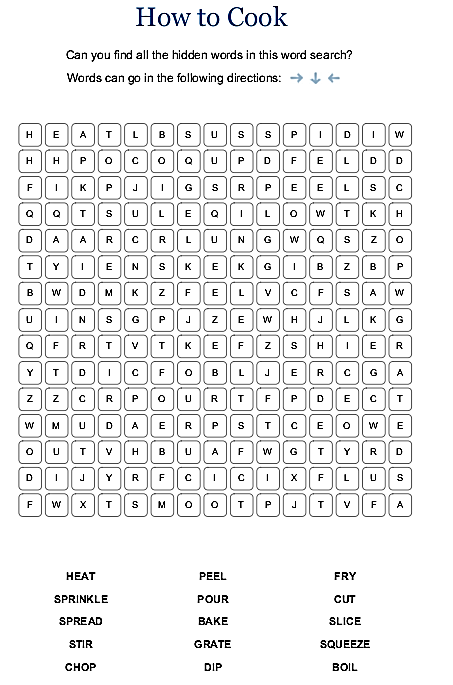 How to Cook
Can you find all the hidden words in this word search?
Words can go in the following directions: → ↓ ←
H E A T L B S U S S P I D I W
H H P O C O Q U P D F E L D D
F I K P J I G S R P E E L S C
Q Q T S U L E Q I L O W T K H
D A A R C R L U N G W Q S Z O
T Y I E N S K E K G I B Z B P
B W D M K Z F E L V C F S A W
U I N S G P J Z E W H J L K G
Q F R T V T K E F Z S H I E R
Y T D I C F O B L J E R C G A
Z Z C R P O U R T F P D E C T
W M U D A E R P S T C E O W E
O U T V H B U A F W G T Y R D
D I J Y R F C I C I X F L U S
F W X T S M O O T P J T V F A
HEAT PEEL FRY
SPRINKLE POUR CUT
SPREAD BAKE SLICE
STIR GRATE SQUEEZE
CHOP DIP BOIL